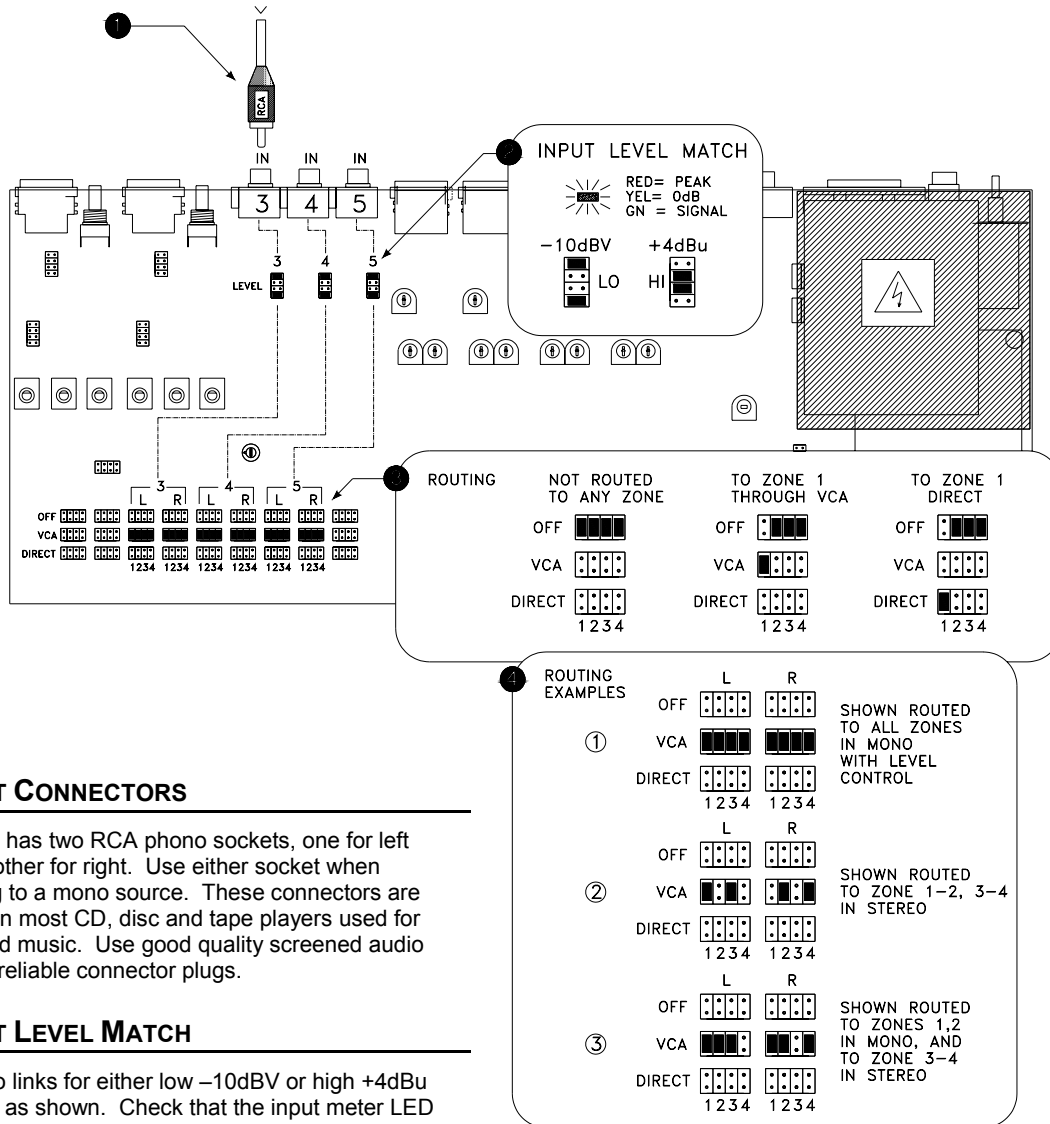 1
RCA
IN IN IN
3 4 5
3 4 5
LEVEL
2 INPUT LEVEL MATCH
RED= PEAK
YEL= 0dB
GN = SIGNAL
−10dBV +4dBu
LO HI
3 4 5
L R L R L R
OFF
VCA
DIRECT
1234 1234 1234 1234 1234 1234
3 ROUTING
NOT ROUTED
TO ANY ZONE
OFF
VCA
DIRECT
1234
TO ZONE 1
THROUGH VCA
OFF
VCA
DIRECT
1234
TO ZONE 1
DIRECT
OFF
VCA
DIRECT
1234
4 ROUTING
EXAMPLES
L R
OFF
① VCA
DIRECT
1234 1234
SHOWN ROUTED
TO ALL ZONES
IN MONO
WITH LEVEL
CONTROL
L R
OFF
② VCA
DIRECT
1234 1234
SHOWN ROUTED
TO ZONE 1−2, 3−4
IN STEREO
L R
OFF
③ VCA
DIRECT
1234 1234
SHOWN ROUTED
TO ZONES 1,2
IN MONO, AND
TO ZONE 3−4
IN STEREO
T CONNECTORS
has two RCA phono sockets, one for left
other for right. Use either socket when
g to a mono source. These connectors are
n most CD, disc and tape players used for
d music. Use good quality screened audio
reliable connector plugs.
T LEVEL MATCH
o links for either low –10dBV or high +4dBu
as shown. Check that the input meter LED